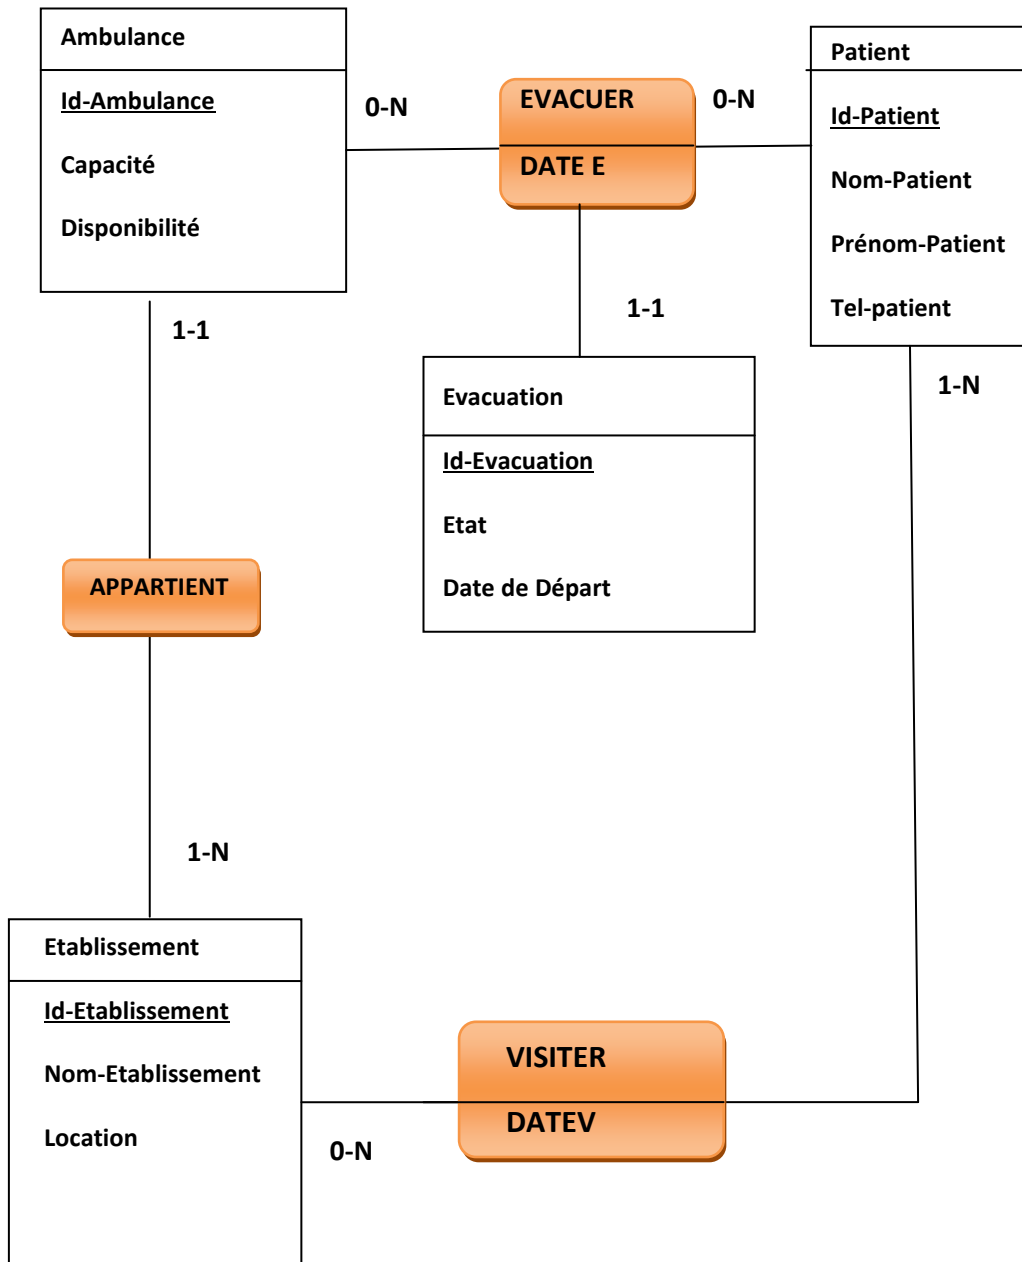 Ambulance
Id-Ambulance
Capacité
Disponibilité
0-N
EVACUER
DATE E
0-N
Patient
Id-Patient
Nom-Patient
Prénom-Patient
Tel-patient
1-1
1-1
1-N
Evacuation
Id-Evacuation
Etat
Date de Départ
APPARTIENT
1-N
Etablissement
Id-Etablissement
Nom-Etablissement
Location
0-N
VISITER
DATEV